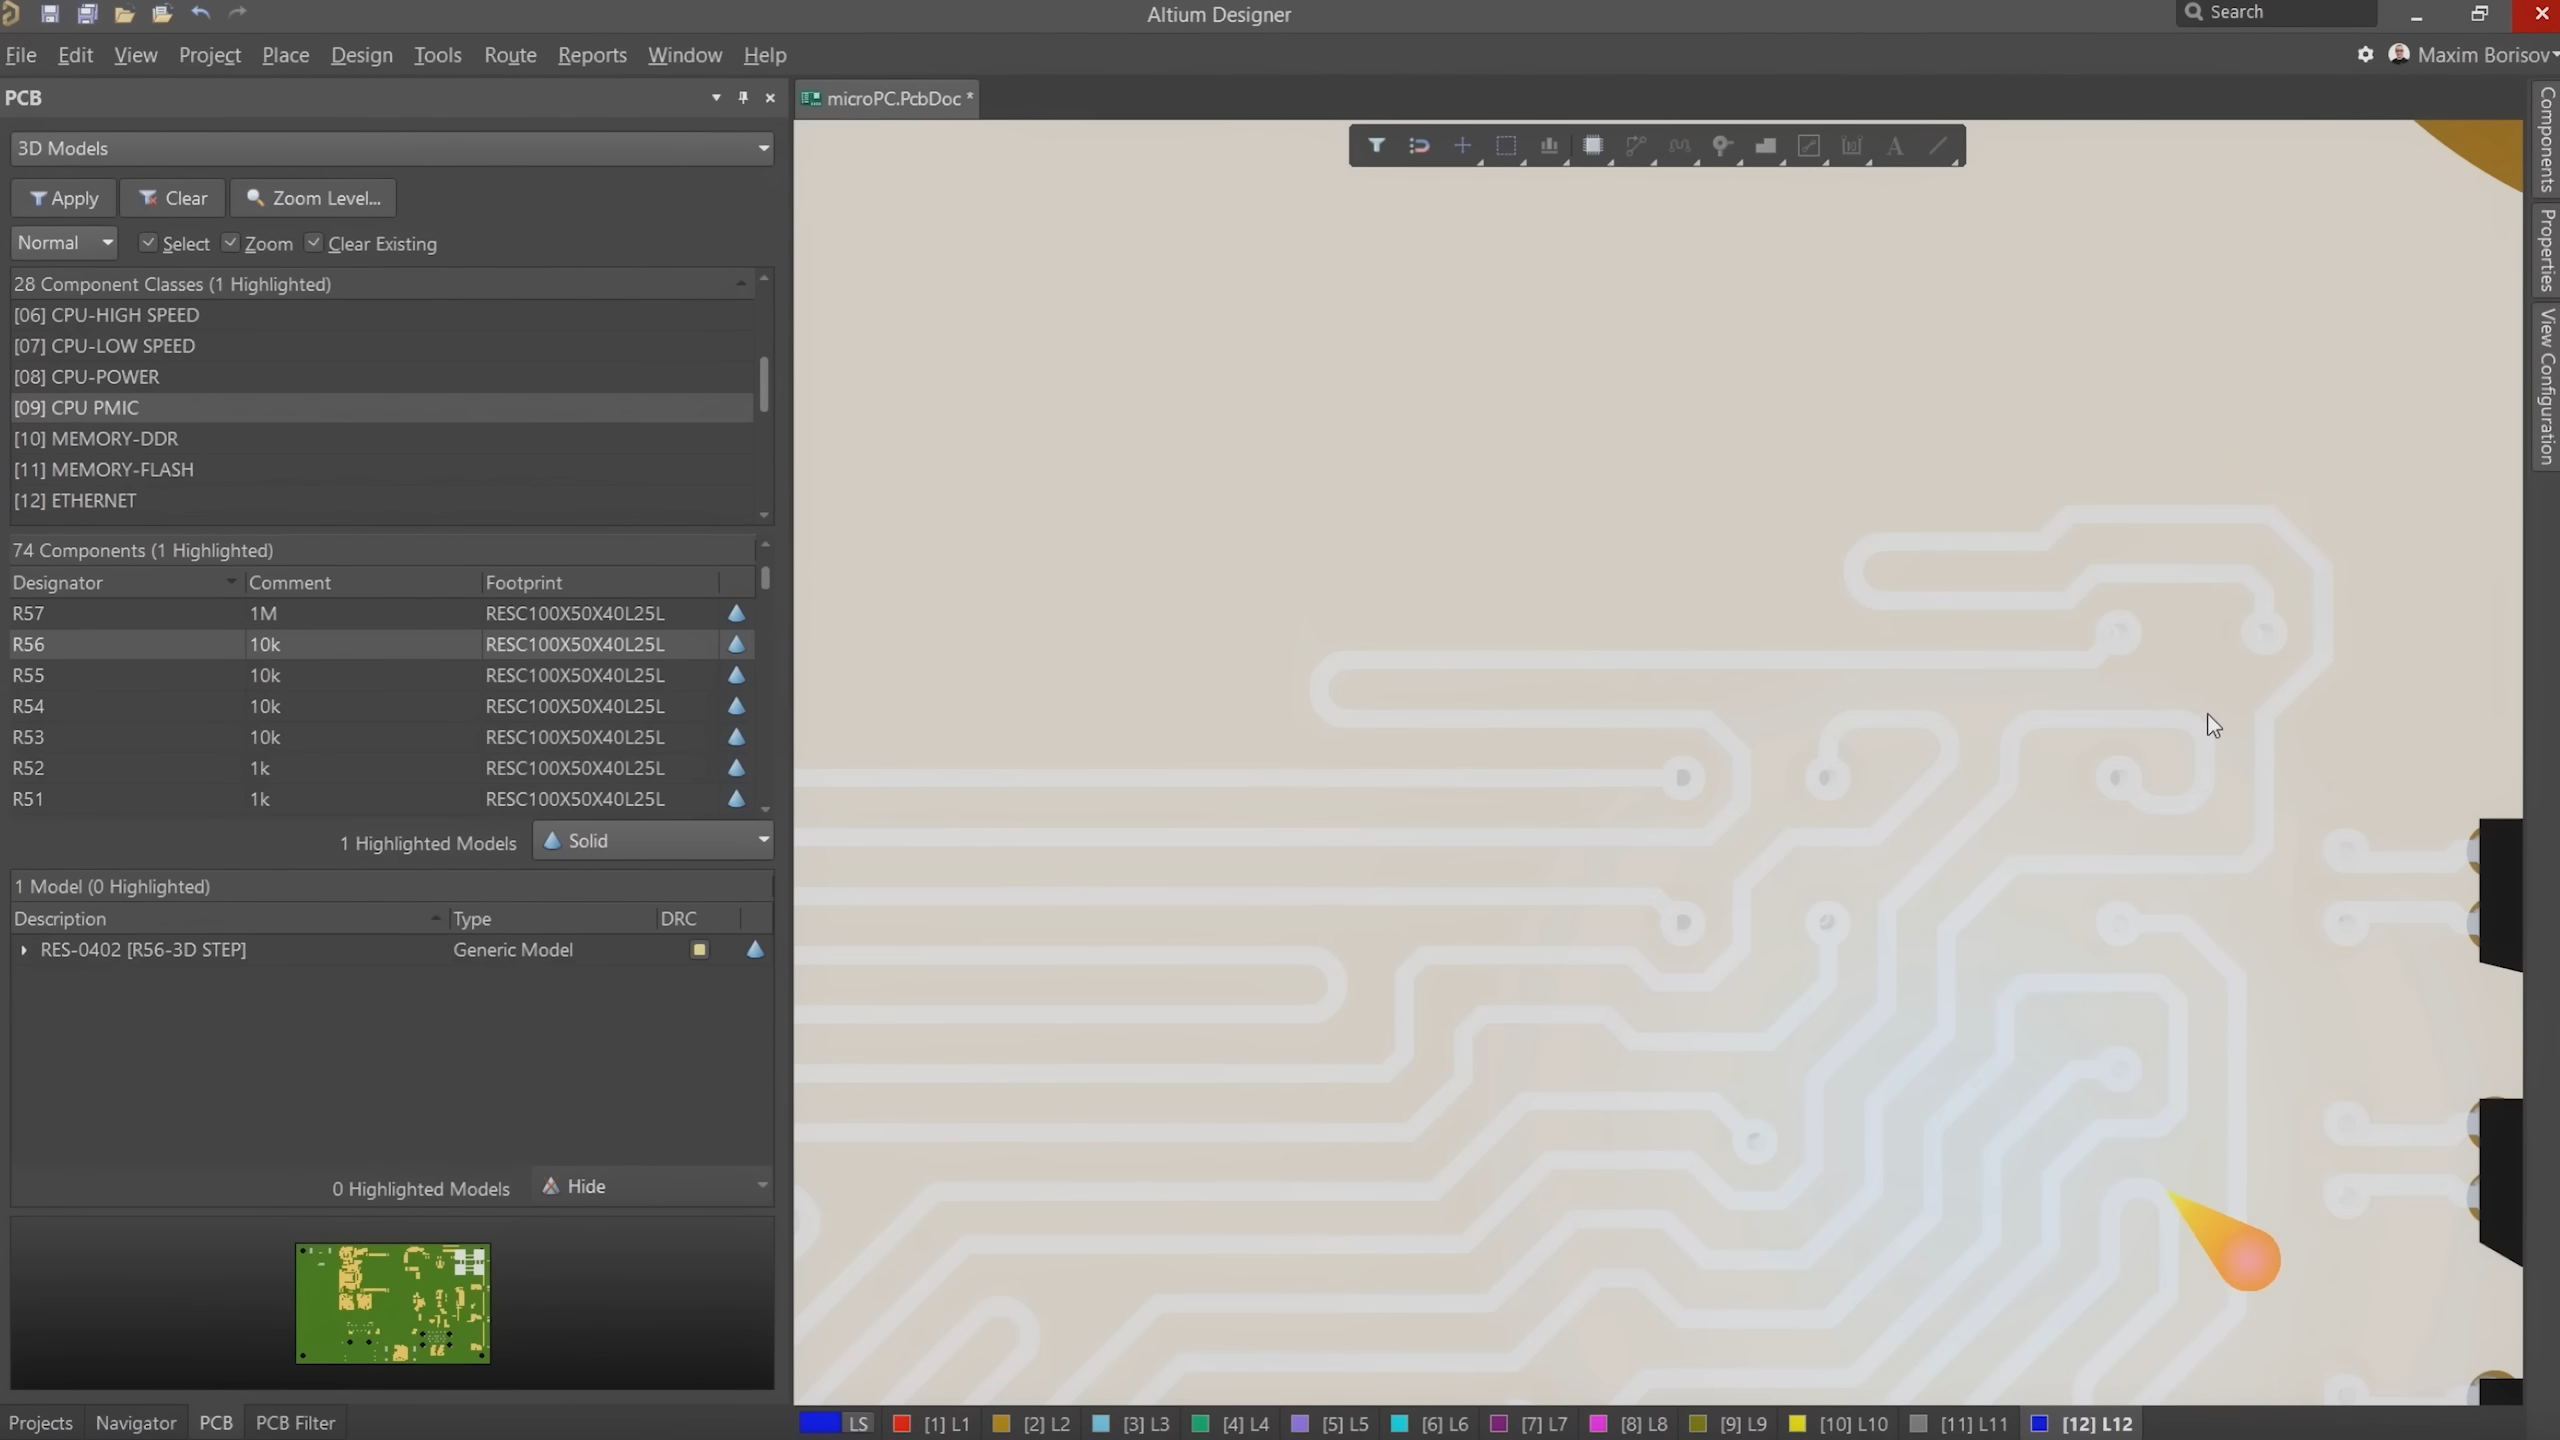 Altium Designer
Search
File Edit View Project Place Design Tools Route Reports Window Help
Maxim Borisov
PCB
microPC.PcbDoc *
3D Models
Apply Clear Zoom Level...
Normal Select Zoom Clear Existing
28 Component Classes (1 Highlighted)
[06] CPU-HIGH SPEED
[07] CPU-LOW SPEED
[08] CPU-POWER
[09] CPU PMIC
[10] MEMORY-DDR
[11] MEMORY-FLASH
[12] ETHERNET
74 Components (1 Highlighted)
Designator Comment Footprint
R57 1M RESC100X50X40L25L
R56 10k RESC100X50X40L25L
R55 10k RESC100X50X40L25L
R54 10k RESC100X50X40L25L
R53 10k RESC100X50X40L25L
R52 1k RESC100X50X40L25L
R51 1k RESC100X50X40L25L
1 Highlighted Models Solid
1 Model (0 Highlighted)
Description Type DRC
RES-0402 [R56-3D STEP] Generic Model
0 Highlighted Models Hide
Components
Properties
View Configuration
Projects Navigator PCB PCB Filter
LS [1] L1 [2] L2 [3] L3 [4] L4 [5] L5 [6] L6 [7] L7 [8] L8 [9] L9 [10] L10 [11] L11 [12] L12